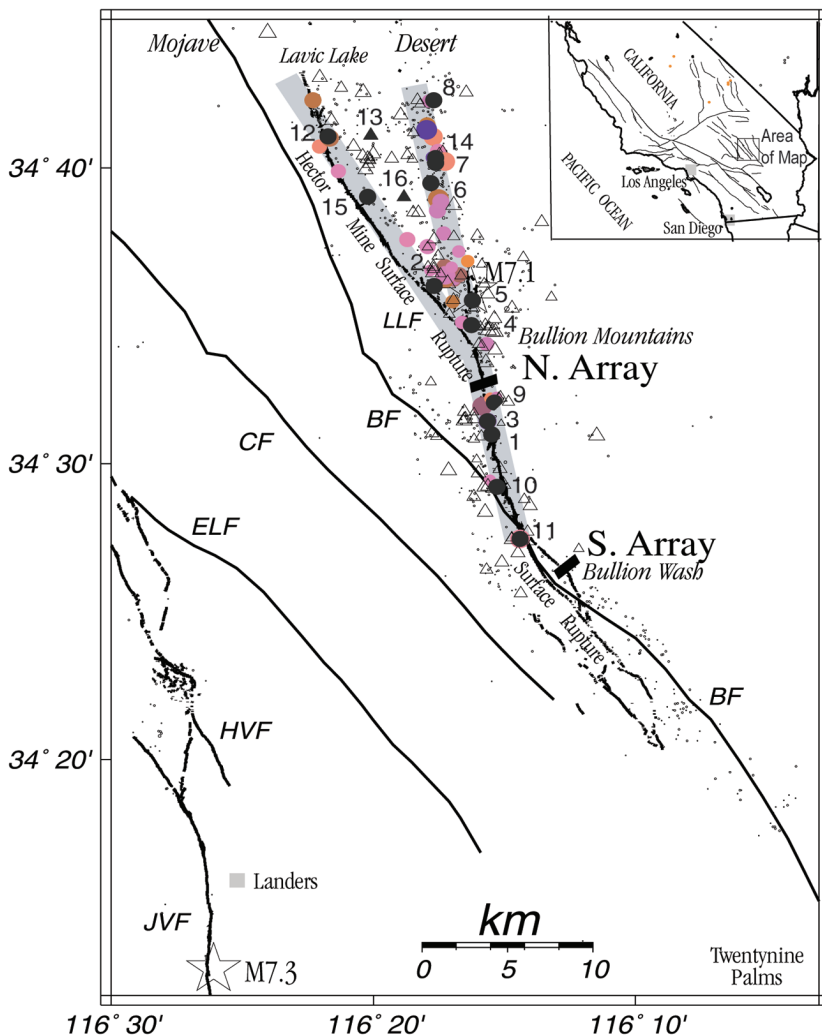 Mojave
Desert
Lavic Lake
CALIFORNIA
PACIFIC OCEAN
Los Angeles
San Diego
Area
of Map
34° 40'
34° 30'
34° 20'
8
13
12
14
7
16
6
15
2
M7.1
5
4
Hector
Mine
Surface
Rupture
LLF
Bullion Mountains
N. Array
9
3
1
BF
CF
10
ELF
11
S. Array
Bullion Wash
Surface
Rupture
BF
HVF
Landers
JVF
M7.3
km
0 5 10
Twentynine
Palms
116° 30'
116° 20'
116° 10'